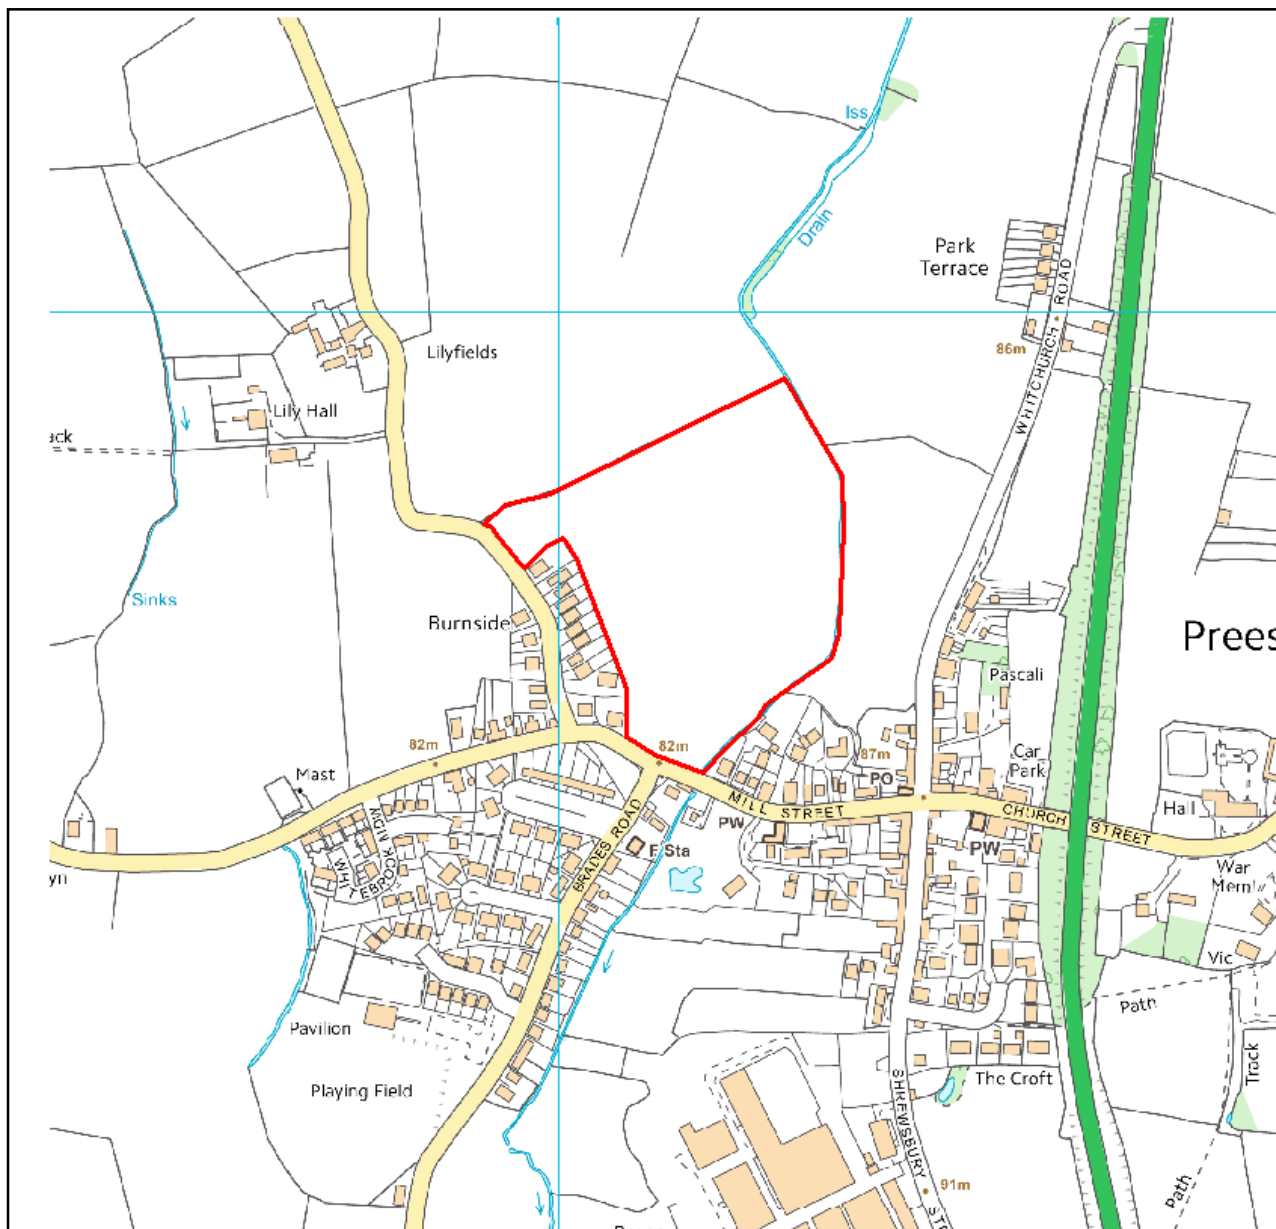 Iss
Drain
Park
Terrace
WHITCHURCH ROAD
86m
Lilyfields
Lily Hall
ack
Sinks
Burnside
Prees
Pascali
82m
82m
87m
Car
Park
PO
Mast
MILL STREET
CHURCH STREET
Hall
PW
PW
BRADES ROAD
F Sta
yn
War
Meml
Vic
Pavilion
Path
Playing Field
The Croft
Track
SHREWSBURY
Path
91m